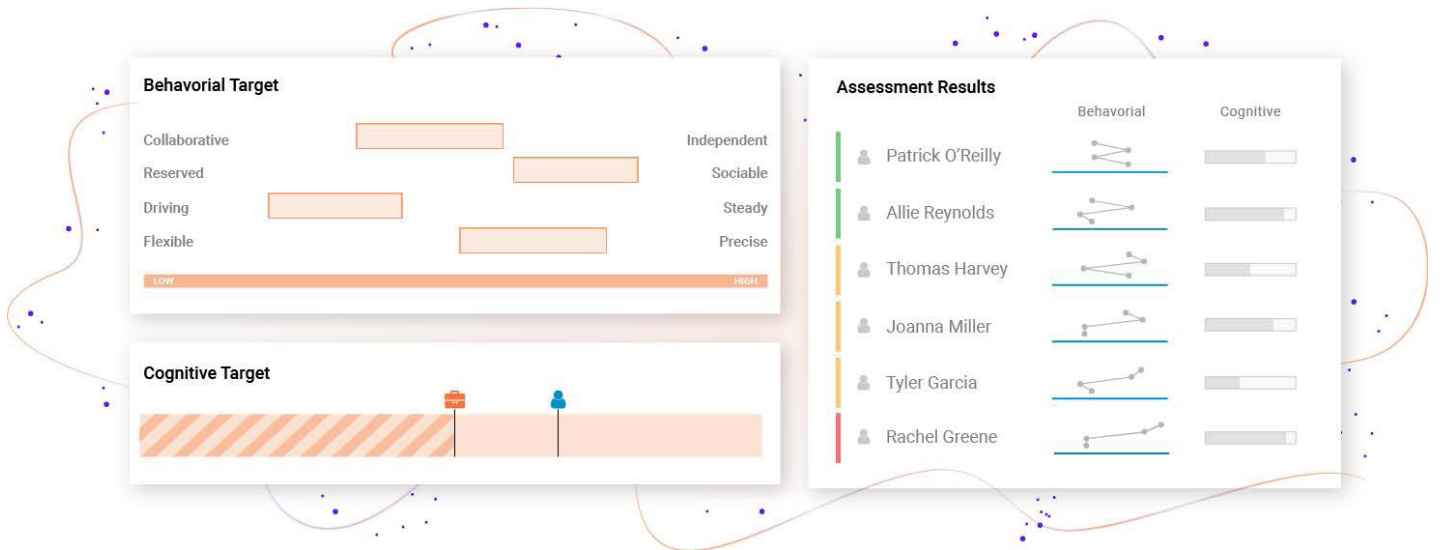 Behavorial Target
Collaborative Independent
Reserved Sociable
Driving Steady
Flexible Precise
LOW HIGH
Cognitive Target
Assessment Results
Behavorial Cognitive
Patrick O'Reilly
Allie Reynolds
Thomas Harvey
Joanna Miller
Tyler Garcia
Rachel Greene